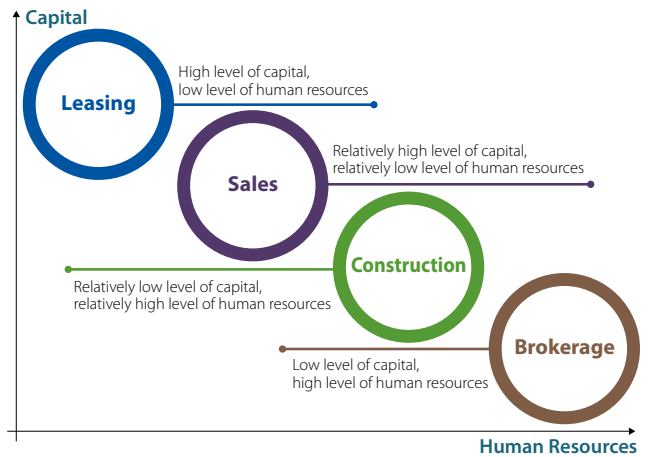 Capital
High level of capital,
low level of human resources
Leasing
Relatively high level of capital,
relatively low level of human resources
Sales
Construction
Relatively low level of capital,
relatively high level of human resources
Brokerage
Low level of capital,
high level of human resources
Human Resources